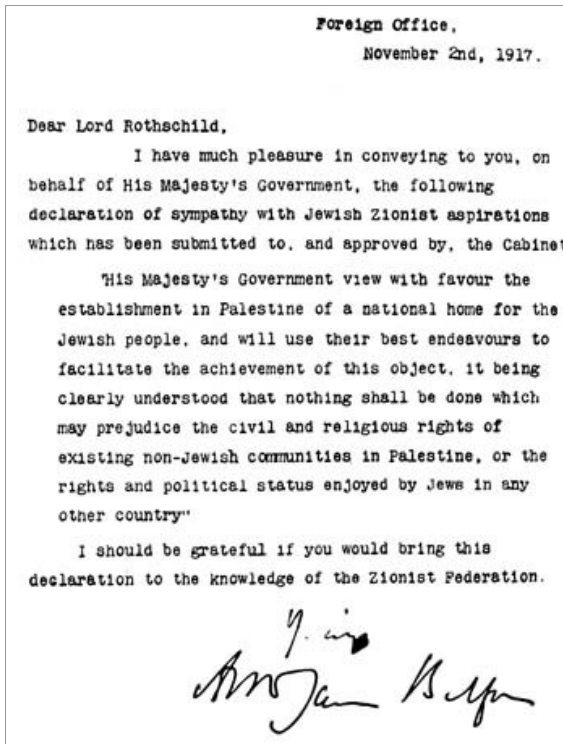 Foreign Office,
November 2nd, 1917.
Dear Lord Rothschild,
I have much pleasure in conveying to you, on
behalf of His Majesty's Government, the following
declaration of sympathy with Jewish Zionist aspirations
which has been submitted to, and approved by, the Cabinet
"His Majesty's Government view with favour the
establishment in Palestine of a national home for the
Jewish people, and will use their best endeavours to
facilitate the achievement of this object, it being
clearly understood that nothing shall be done which
may prejudice the civil and religious rights of
existing non-Jewish communities in Palestine, or the
rights and political status enjoyed by Jews in any
other country"
I should be grateful if you would bring this
declaration to the knowledge of the Zionist Federation.